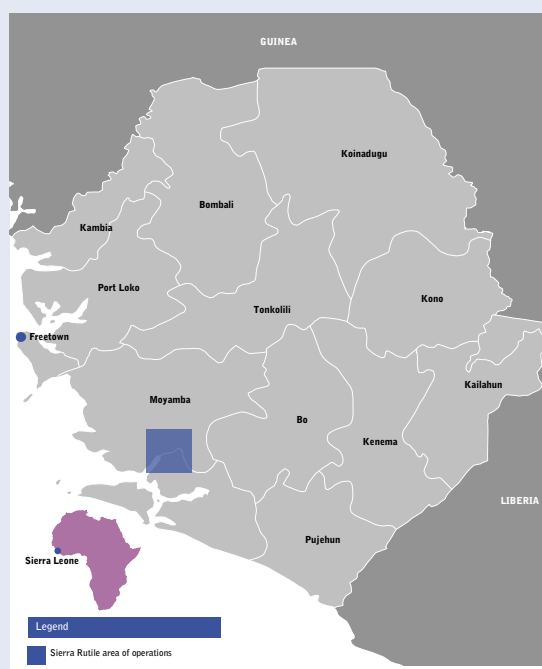 GUINEA
Koinadugu
Bombali
Kambia
Port Loko
Kono
Tonkolili
Freetown
Kailahun
Moyamba
Bo
Kenema
LIBERIA
Pujehun
Sierra Leone
Legend
Sierra Rutile area of operations